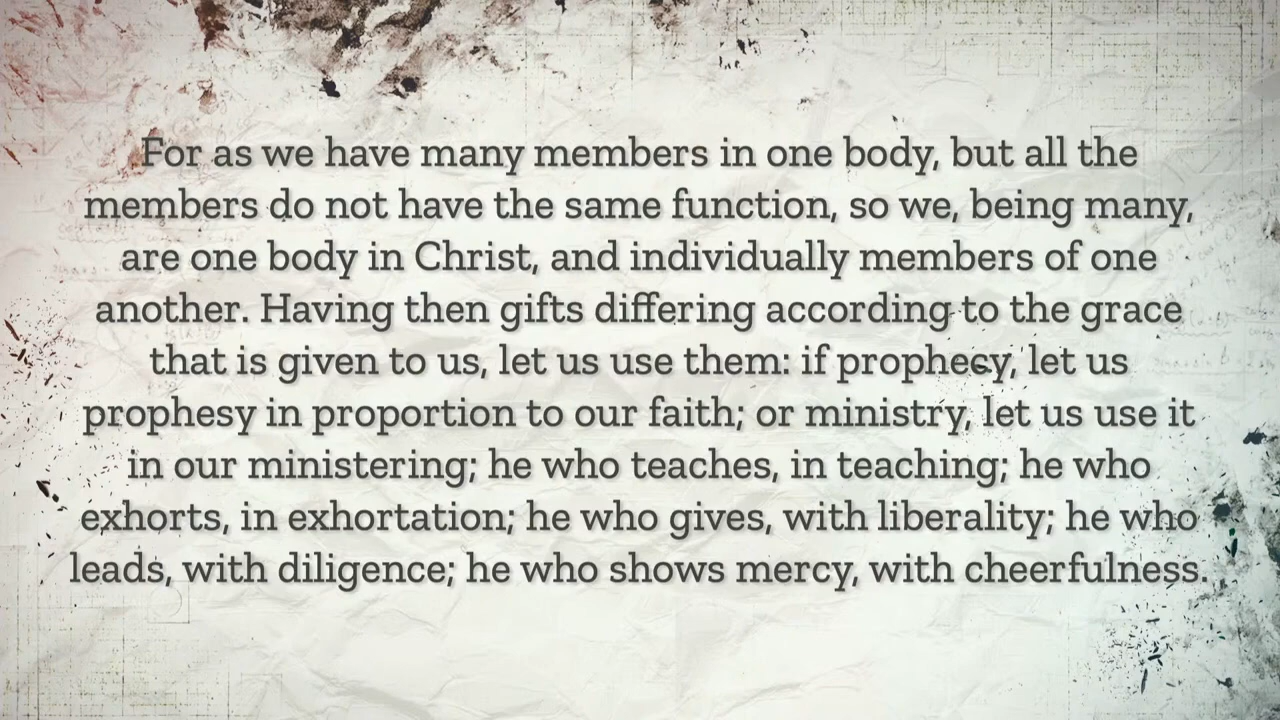 For as we have many members in one body, but all the
members do not have the same function, so we, being many,
are one body in Christ, and individually members of one
another. Having then gifts differing according to the grace
that is given to us, let us use them: if prophecy, let us
prophesy in proportion to our faith; or ministry, let us use it
in our ministering; he who teaches, in teaching; he who
exhorts, in exhortation; he who gives, with liberality; he who
leads, with diligence; he who shows mercy, with cheerfulness.